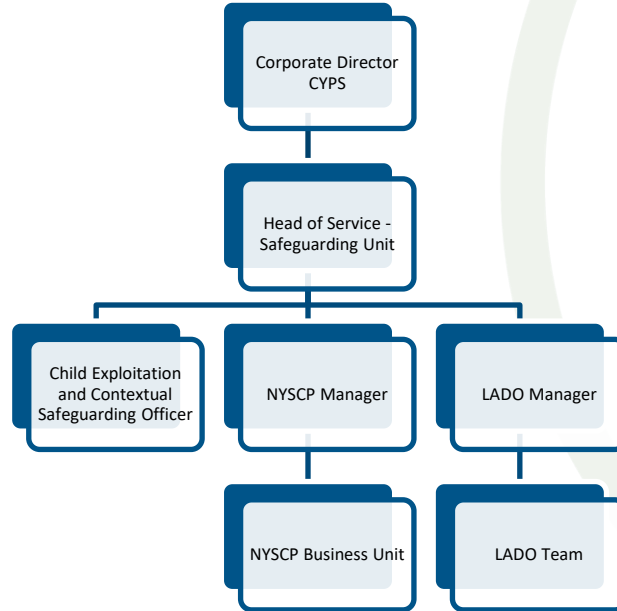 Corporate Director
CYPS
Head of Service -
Safeguarding Unit
Child Exploitation
and Contextual
Safeguarding Officer
NYSCP Manager
LADO Manager
NYSCP Business Unit
LADO Team